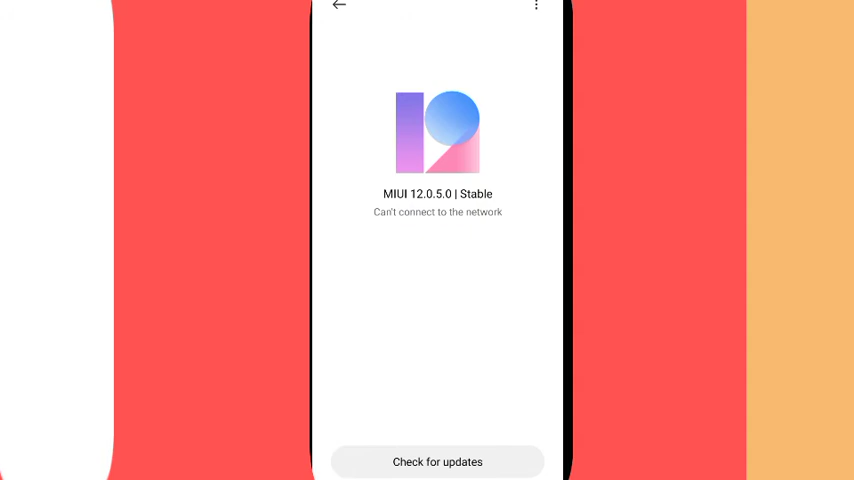 MIUI 12.0.5.0 | Stable
Can't connect to the network
Check for updates